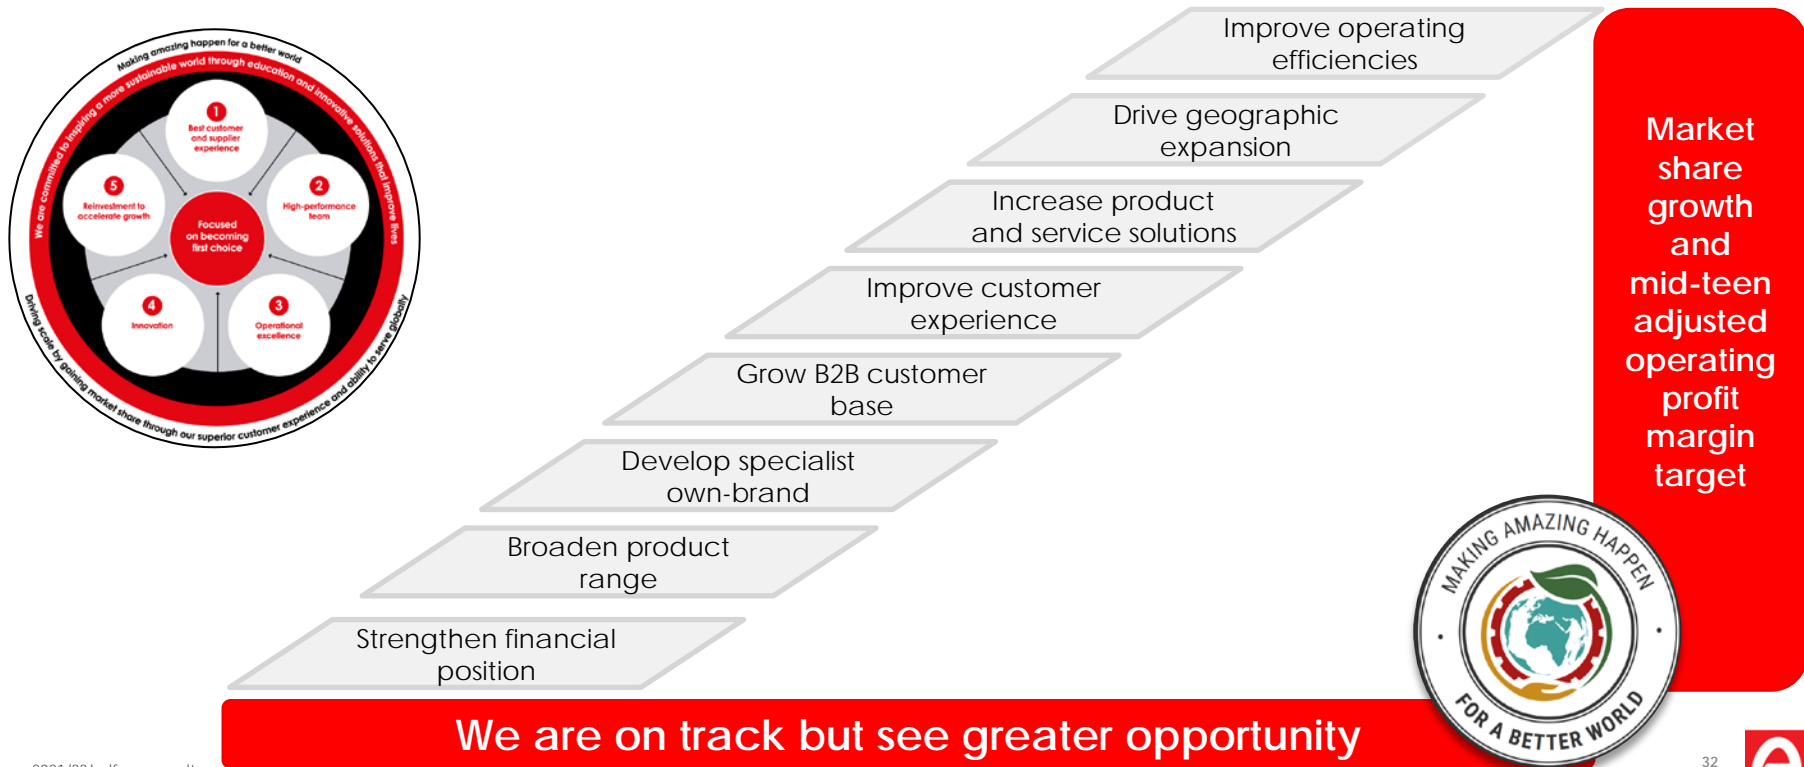 Making amazing happen for a better world
We are committed to inspiring a more sustainable world through education and innovative solutions that improve lives
1
Best customer
and supplier
experience
2
High-performance
team
3
Operational
excellence
4
Innovation
5
Reinvestment to
accelerate growth
Focused
on becoming
first choice
Driving scale by gaining market share through our superior customer experience and ability to serve globally
Improve operating
efficiencies
Drive geographic
expansion
Increase product
and service solutions
Improve customer
experience
Grow B2B customer
base
Develop specialist
own-brand
Broaden product
range
Strengthen financial
position
Market
share
growth
and
mid-teen
adjusted
operating
profit
margin
target
MAKING AMAZING HAPPEN
FOR A BETTER WORLD
We are on track but see greater opportunity
32